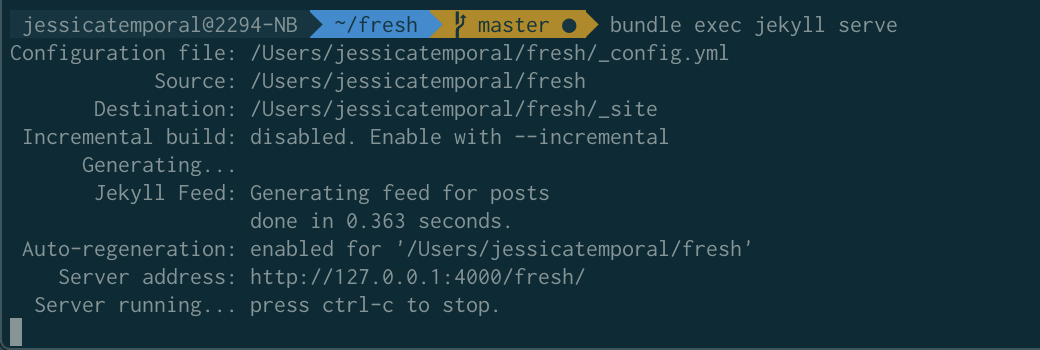 jessicatemporal@2294-NB ~/fresh master ● bundle exec jekyll serve
Configuration file: /Users/jessicatemporal/fresh/_config.yml
Source: /Users/jessicatemporal/fresh
Destination: /Users/jessicatemporal/fresh/_site
Incremental build: disabled. Enable with --incremental
Generating...
Jekyll Feed: Generating feed for posts
done in 0.363 seconds.
Auto-regeneration: enabled for '/Users/jessicatemporal/fresh'
Server address: http://127.0.0.1:4000/fresh/
Server running... press ctrl-c to stop.